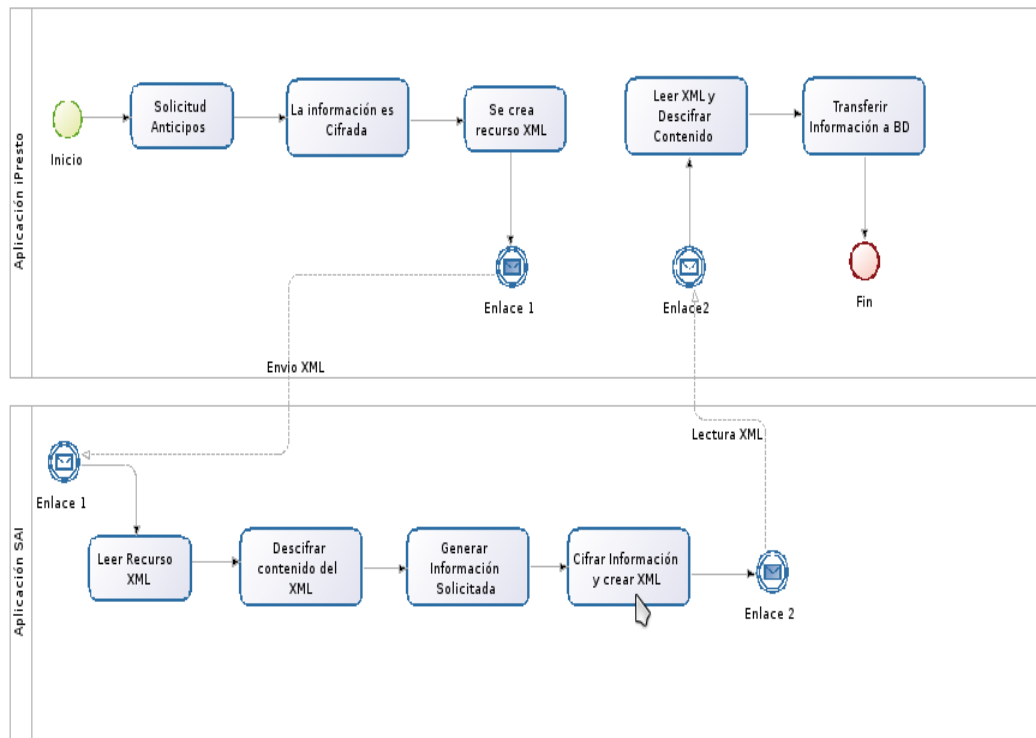 Aplicación iPresto
Inicio
Solicitud
Anticipos
La información es
Cifrada
Se crea
recurso XML
Enlace 1
Leer XML y
Descifrar
Contenido
Enlace2
Transferir
Información a BD
Fin
Envio XML
Lectura XML
Aplicación SAI
Enlace 1
Leer Recurso
XML
Descifrar
contenido del
XML
Generar
Información
Solicitada
Cifrar Información
y crear XML
Enlace 2